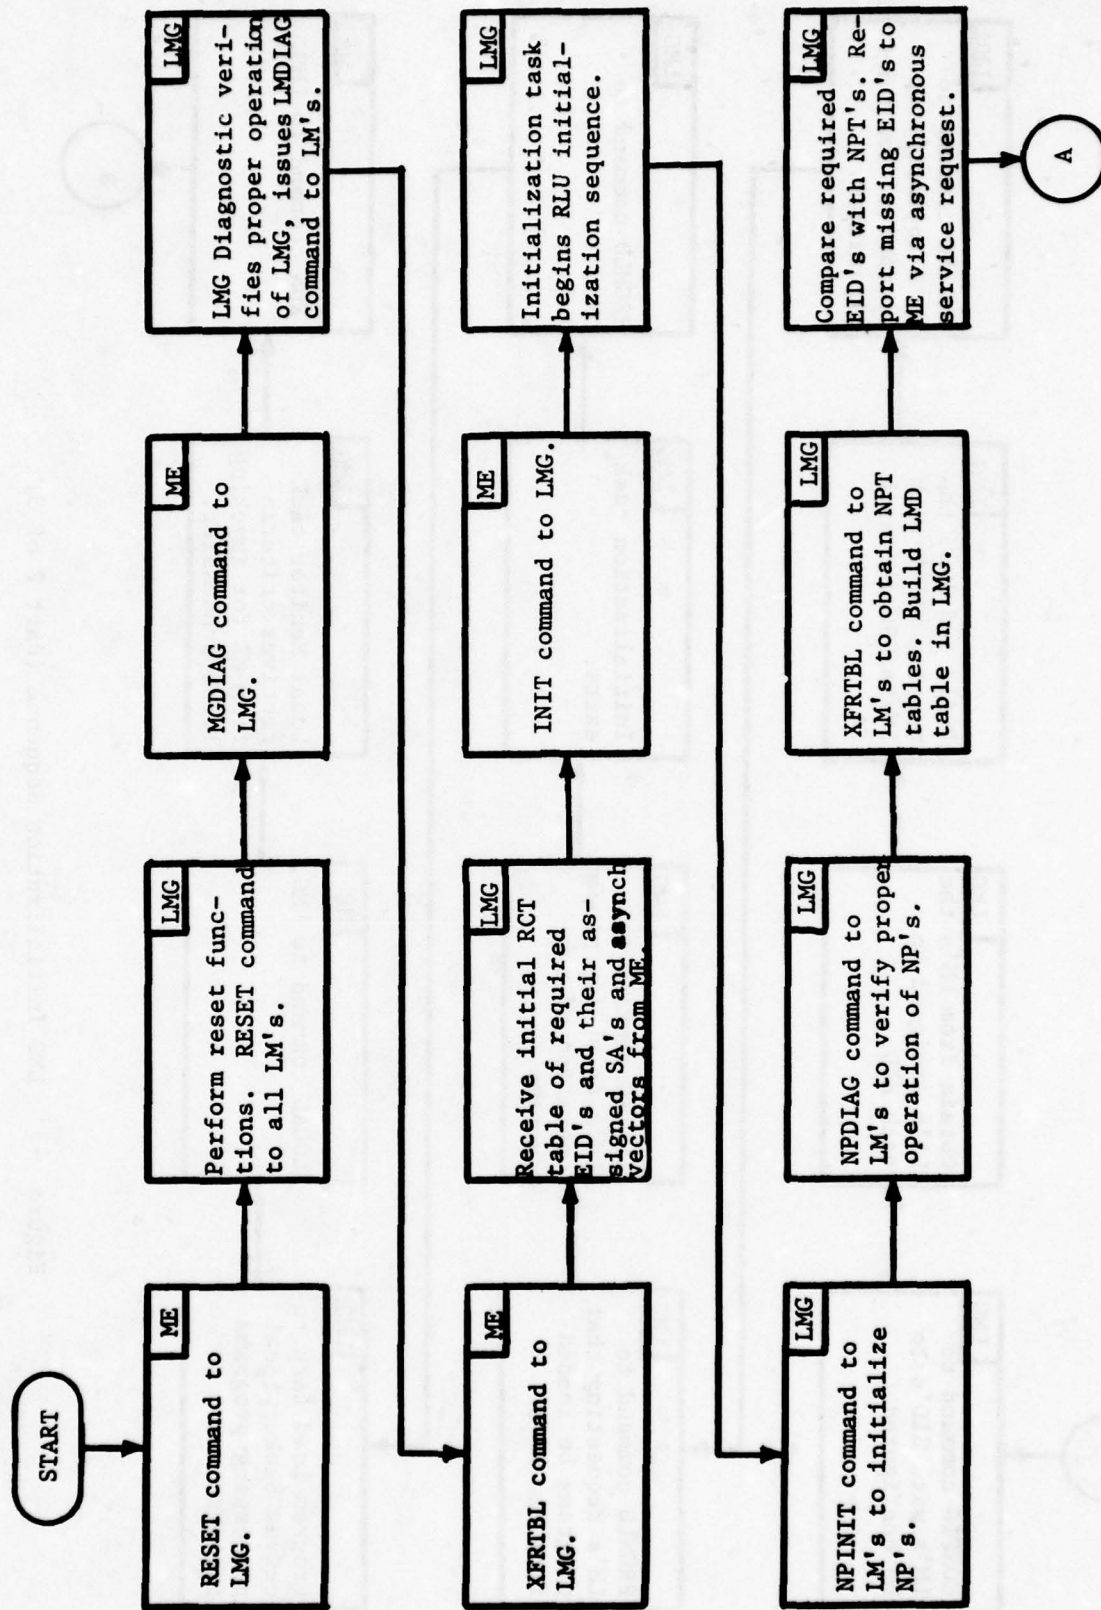 START
ME
RESET command to
LMG.
LMG
Perform reset func-
tions. RESET command
to all LM's.
ME
MGDIAG command to
LMG.
LMG
LMG Diagnostic veri-
fies proper operation
of LMG, issues LMDIAG
command to LM's.
ME
XFRTBL command to
LMG.
LMG
Receive initial RCT
table of required
EID's and their as-
signed SA's and asynch
vectors from ME.
ME
INIT command to LMG.
LMG
Initialization task
begins RLU initial-
ization sequence.
LMG
NPINIT command to
LM's to initialize
NP's.
LMG
NPDIAG command to
LM's to verify proper
operation of NP's.
LMG
XFRTBL command to
LM's to obtain NPT
tables. Build LMD
table in LMG.
LMG
Compare required
EID's with NPT's. Re-
port missing EID's to
ME via asynchronous
service request.
A